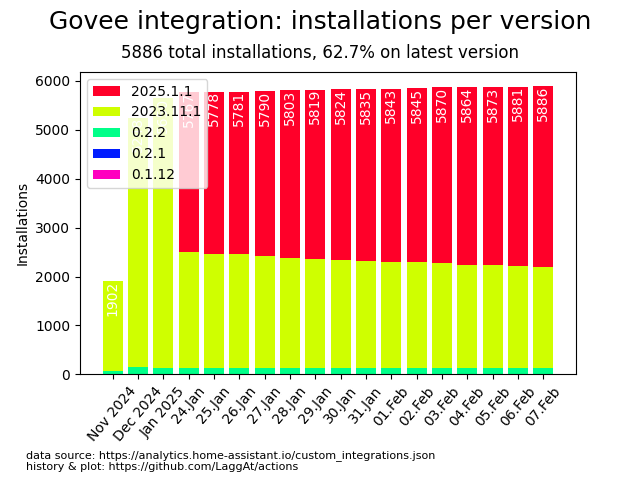 Govee integration: installations per version
5886 total installations, 62.7% on latest version
Installations
6000
5000
4000
3000
2000
1000
0
2025.1.1
2023.11.1
0.2.2
0.2.1
0.1.12
1902
5778
5781
5790
5803
5819
5824
5835
5843
5845
5870
5864
5873
5881
5886
Nov 2024
Dec 2024
Jan 2025
24.Jan
25.Jan
26.Jan
27.Jan
28.Jan
29.Jan
30.Jan
31.Jan
01.Feb
02.Feb
03.Feb
04.Feb
05.Feb
06.Feb
07.Feb
data source: https://analytics.home-assistant.io/custom_integrations.json
history & plot: https://github.com/LaggAt/actions